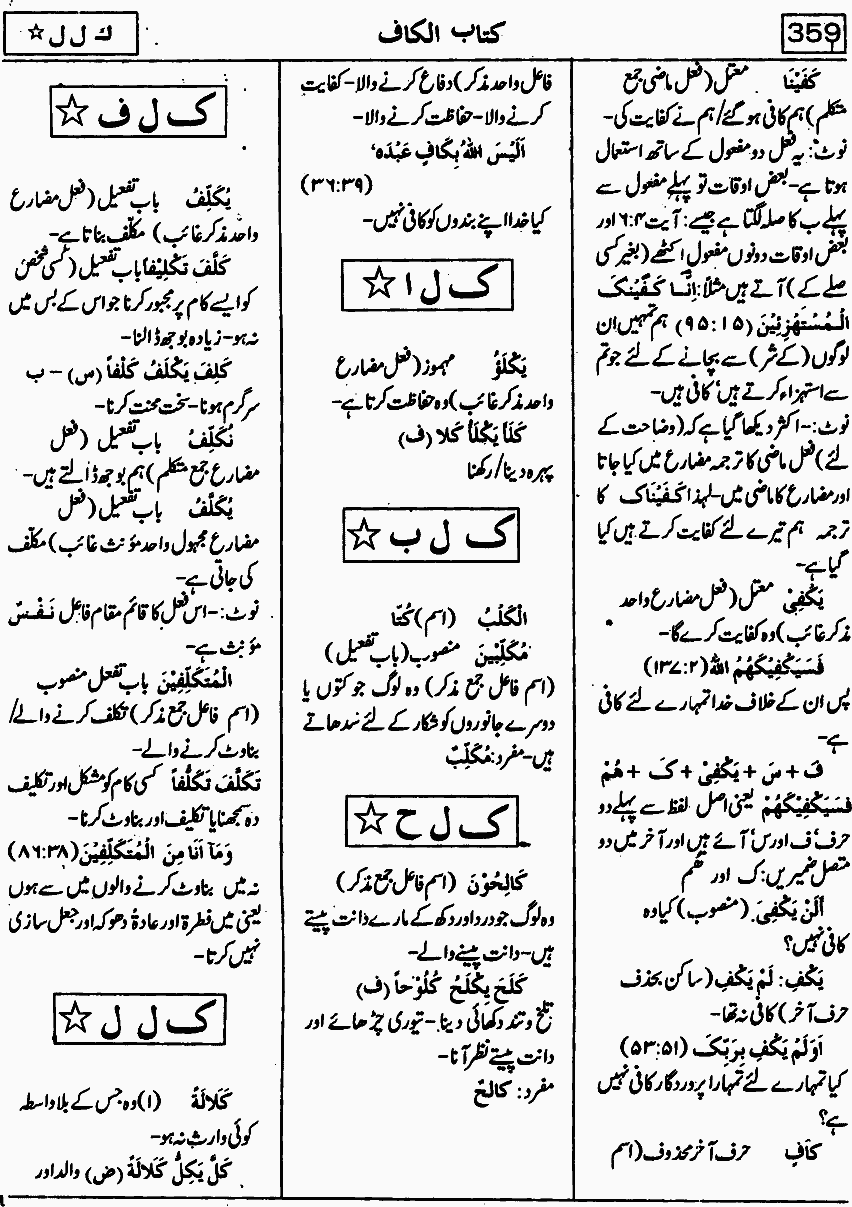 359
کتاب الکاف
ک ل ل ☆
کَفَیْنَا معتل (فعل ماضی جمع
متکلم) ہم کافی ہو گئے/ ہم نے کفایت کی-
نوٹ: یہ فعل دو مفعول کے ساتھ استعمال
ہوتا ہے- بعض اوقات تو پہلے مفعول سے
پہلے ب کا صلہ لگتا ہے جیسے: آیت ۶:۴ اور
بعض اوقات دونوں مفعول اکٹھے (بغیر کسی
صلے کے) آتے ہیں مثلاً: اِنَّا کَفَیْنٰکَ
الْمُسْتَهْزِئِیْنَ (۹۵:۱۵) ہم تمہیں ان
لوگوں (کے شر) سے بچانے کے لئے جو تم
سے استہزاء کرتے ہیں' کافی ہیں-
نوٹ:- اکثر دیکھا گیا ہے کہ (وضاحت کے
لئے) فعل ماضی کا ترجمہ مضارع میں کیا جاتا
اور مضارع کا ماضی میں- لہذا کَفَیْنَاکَ کا
ترجمہ ہم تیرے لئے کفایت کرتے ہیں کیا
گیا ہے-
یَکْفِیْ معتل (فعل مضارع واحد
مذکر غائب) وہ کفایت کرے گا-
فَسَیَکْفِیْکَهُمُ اللّٰهُ (۱۳۷:۲)
پس ان کے خلاف خدا تمہارے لئے کافی
ہے-
فَ + سَ + یَکْفِیْ + کَ + هُمْ
فَسَیَکْفِیْکَهُمْ یعنی اصل لفظ سے پہلے دو
حرف' ف اور س' آئے ہیں اور آخر میں دو
متصل ضمیریں: ک اور هم
اَلَنْ یَکْفِیَ (منصوب) کیا وہ
کافی نہیں؟
یَکْفِ: لَمْ یَکْفِ (ساکن بحذف
حرف آخر) کافی نہ تھا-
اَوَلَمْ یَکْفِ بِرَبِّکَ (۵۳:۵۱)
کیا تمہارے لئے تمہارا پروردگار کافی نہیں
ہے؟
کَافٍ حرف آخر محذوف (اسم
فاعل واحد مذکر) دفاع کرنے والا- کفایت
کرنے والا- حفاظت کرنے والا-
اَلَیْسَ اللّٰهُ بِکَافٍ عَبْدَه'
(۳۶:۳۹)
کیا خدا اپنے بندوں کو کافی نہیں-
ک ل ا ☆
یَکْلَؤُ مہموز (فعل مضارع
واحد مذکر غائب) وہ حفاظت کرتا ہے-
کَلَأَ یَکْلَأُ کَلَا (ف)
پہرہ دینا/ رکھنا
ک ل ب ☆
اَلْکَلْبُ (اسم) کُتّا
مُکَلِّبِیْنَ منصوب (باب تفعیل)
(اسم فاعل جمع مذکر) وہ لوگ جو کتوں یا
دوسرے جانوروں کو شکار کے لئے سدھاتے
ہیں- مفرد: مُکَلِّبٌ
ک ل ح ☆
کَالِحُوْنَ (اسم فاعل جمع مذکر)
وہ لوگ جو درد اور دکھ کے مارے دانت پیستے
ہیں- دانت پیسنے والے-
کَلَحَ یَکْلَحُ کُلُوْحاً (ف)
تلخ و تند دکھائی دینا- تیوری چڑھائے اور
دانت پیستے نظر آنا-
مفرد: کالحٌ
ک ل ف ☆
یُکَلِّفُ باب تفعیل (فعل مضارع
واحد مذکر غائب) مکلّف بناتا ہے-
کَلَّفَ تَکْلِیْفاً باب تفعیل (کسی شخص
کو ایسے کام پر مجبور کرنا جو اس کے بس میں
نہ ہو- زیادہ بوجھ ڈالنا-
کَلِفَ یَکْلَفُ کَلْفاً (س) – ب
سرگرم ہونا- سخت محنت کرنا-
نُکَلِّفُ باب تفعیل (فعل
مضارع جمع متکلم) ہم بوجھ ڈالتے ہیں-
یُکَلَّفُ باب تفعیل (فعل
مضارع مجہول واحد مؤنث غائب) مکلّف
کی جاتی ہے-
نوٹ:- اس فعل کا قائم مقام فاعل نَفْسٌ
مؤنث ہے-
الْمُتَکَلِّفِیْنَ باب تفعل منصوب
(اسم فاعل جمع مذکر) تکلف کرنے والے/
بناوٹ کرنے والے-
تَکَلَّفَ تَکَلُّفاً کسی کام کو مشکل اور تکلیف
دہ سمجھنا یا تکلیف اور بناوٹ کرنا-
وَمَآ اَنَا مِنَ الْمُتَکَلِّفِیْنَ (۸۶:۳۸)
نہ میں بناوٹ کرنے والوں میں سے ہوں
یعنی میں فطرة اور عادة دھوکہ اور جعل سازی
نہیں کرتا-
ک ل ل ☆
کَلَالَةً (ا) وہ جس کے بلا واسطہ
کوئی وارث نہ ہو-
کَلَّ یَکِلُّ کَلَالَةً (ض) والد اور